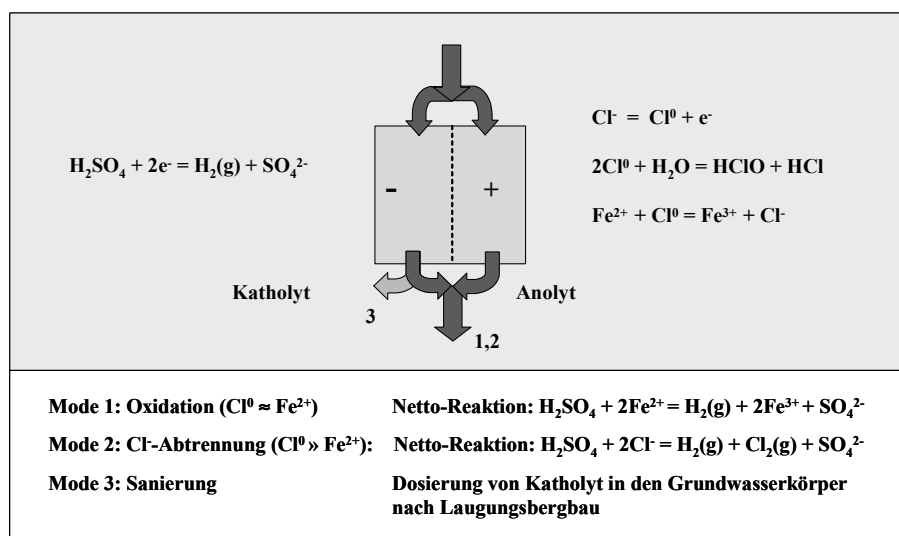 Cl⁻ = Cl⁰ + e⁻
H₂SO₄ + 2e⁻ = H₂(g) + SO₄²⁻
2Cl⁰ + H₂O = HClO + HCl
- +
Fe²⁺ + Cl⁰ = Fe³⁺ + Cl⁻
Katholyt Anolyt
3
1,2
Mode 1: Oxidation (Cl⁰ ≈ Fe²⁺) Netto-Reaktion: H₂SO₄ + 2Fe²⁺ = H₂(g) + 2Fe³⁺ + SO₄²⁻
Mode 2: Cl⁻-Abtrennung (Cl⁰ » Fe²⁺): Netto-Reaktion: H₂SO₄ + 2Cl⁻ = H₂(g) + Cl₂(g) + SO₄²⁻
Mode 3: Sanierung Dosierung von Katholyt in den Grundwasserkörper
nach Laugungsbergbau